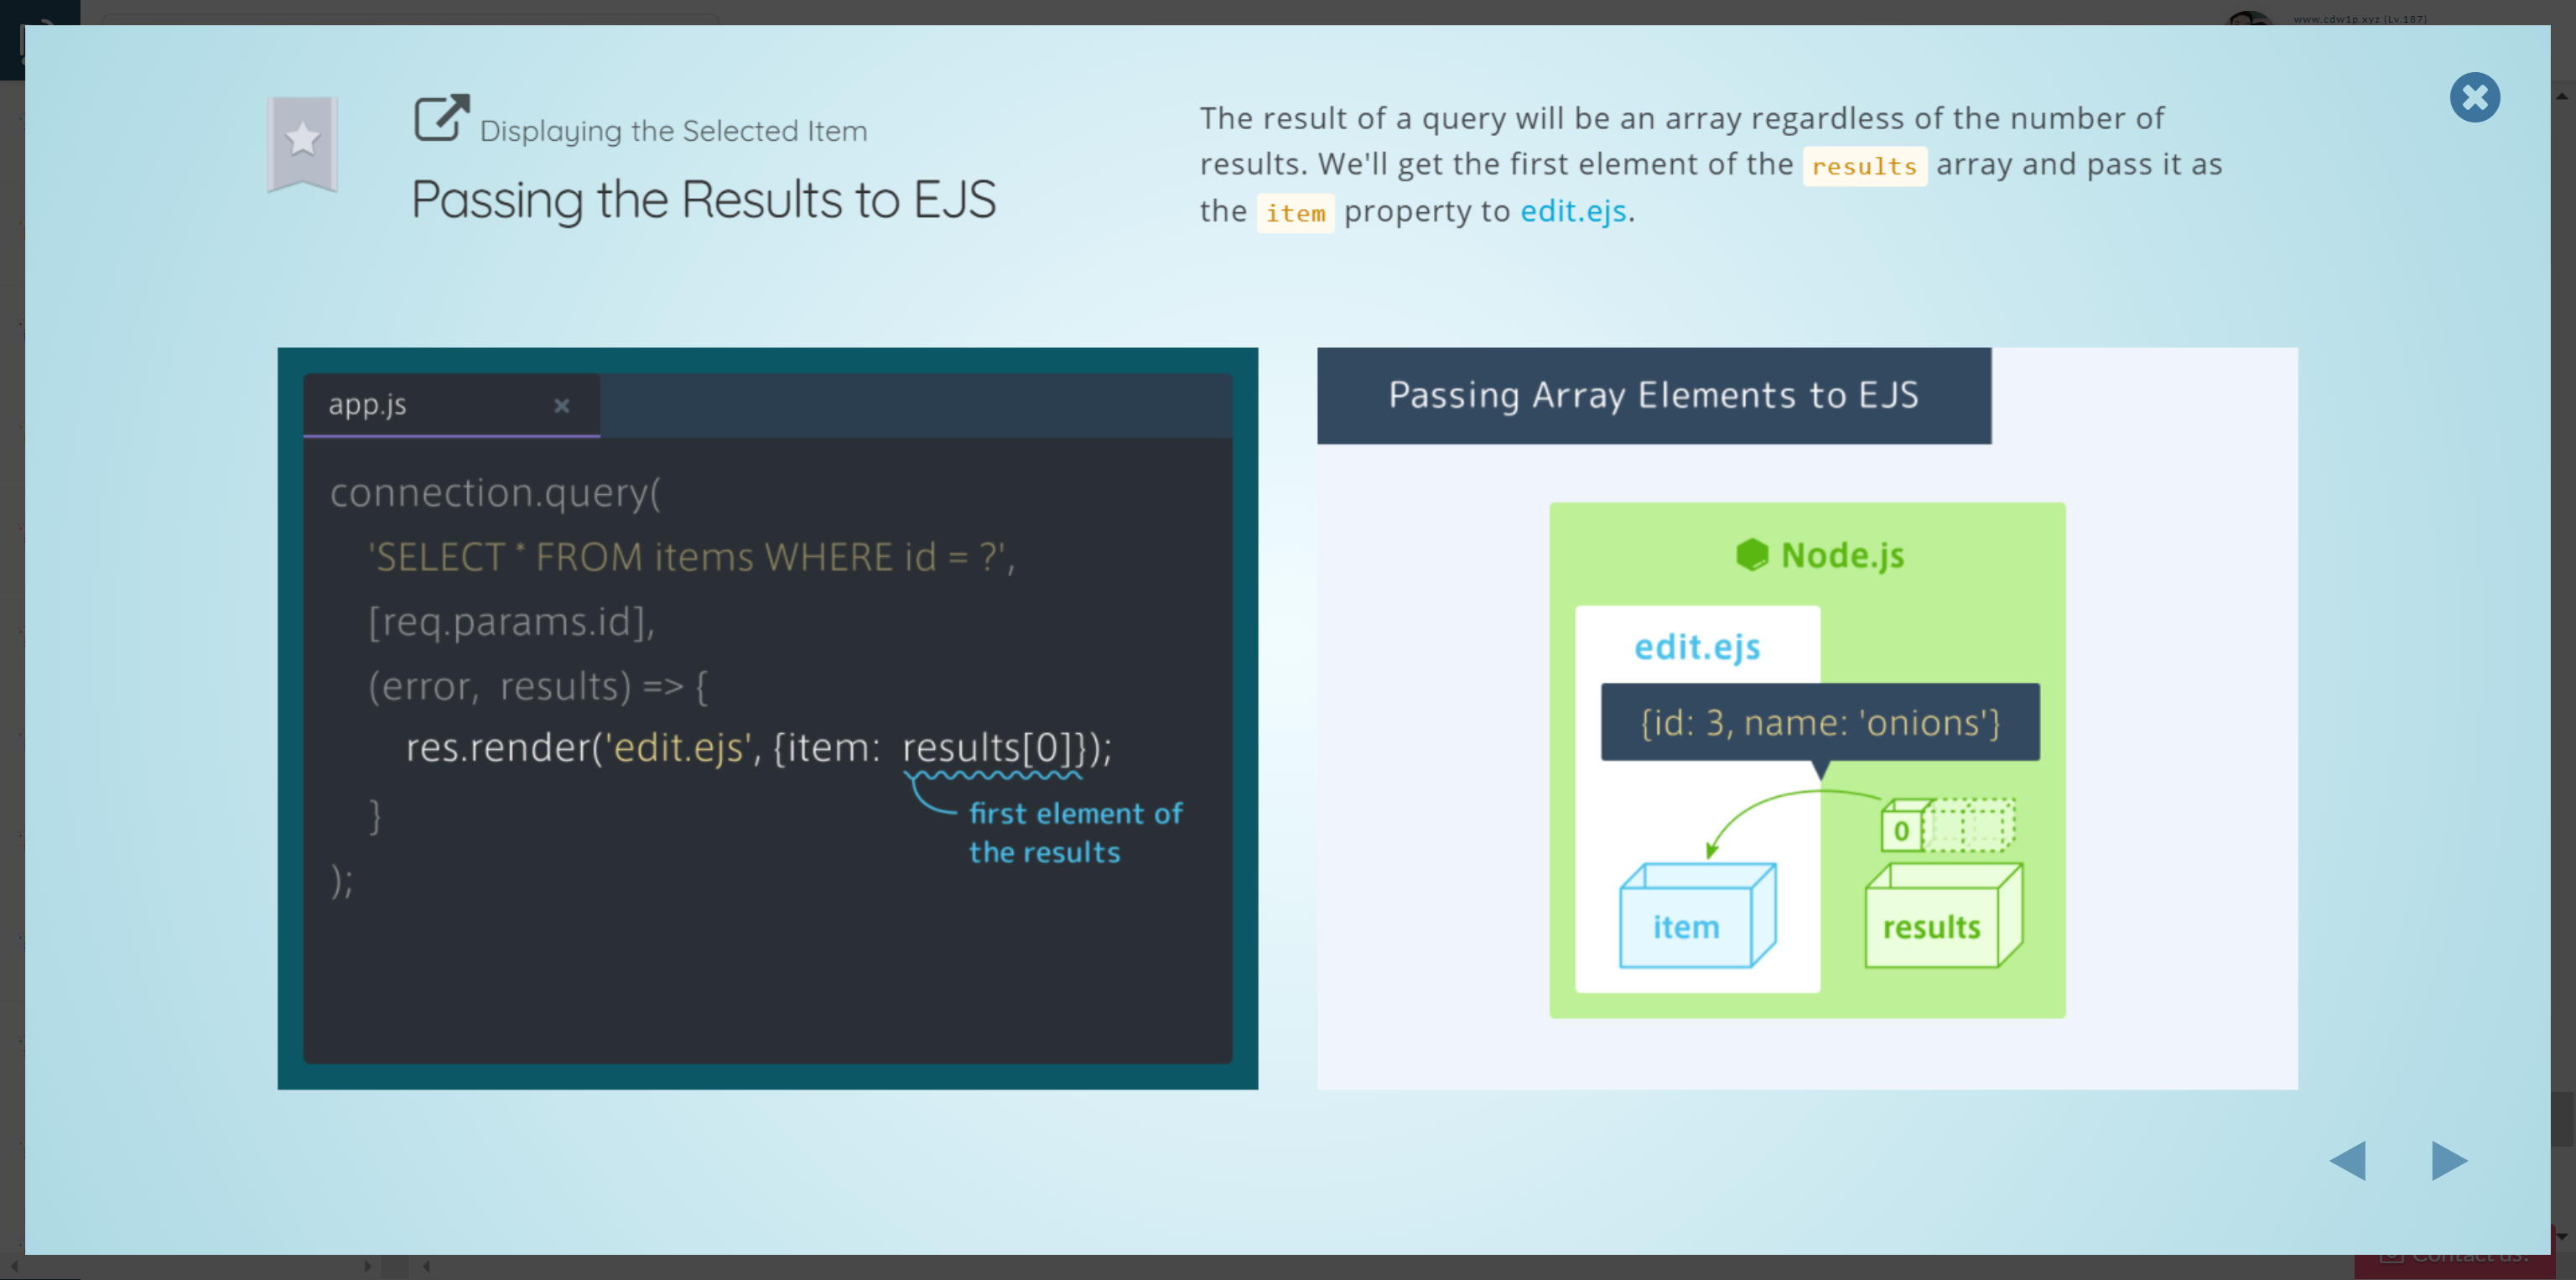 www.cdw1p.xyz (Lv.187)
Displaying the Selected Item
Passing the Results to EJS
The result of a query will be an array regardless of the number of
results. We'll get the first element of the results array and pass it as
the item property to edit.ejs.
app.js
connection.query(
'SELECT * FROM items WHERE id = ?',
[req.params.id],
(error, results) => {
res.render('edit.ejs', {item: results[0]});
first element of
the results
}
);
Passing Array Elements to EJS
Node.js
edit.ejs
{id: 3, name: 'onions'}
0
item
results
Contact us!